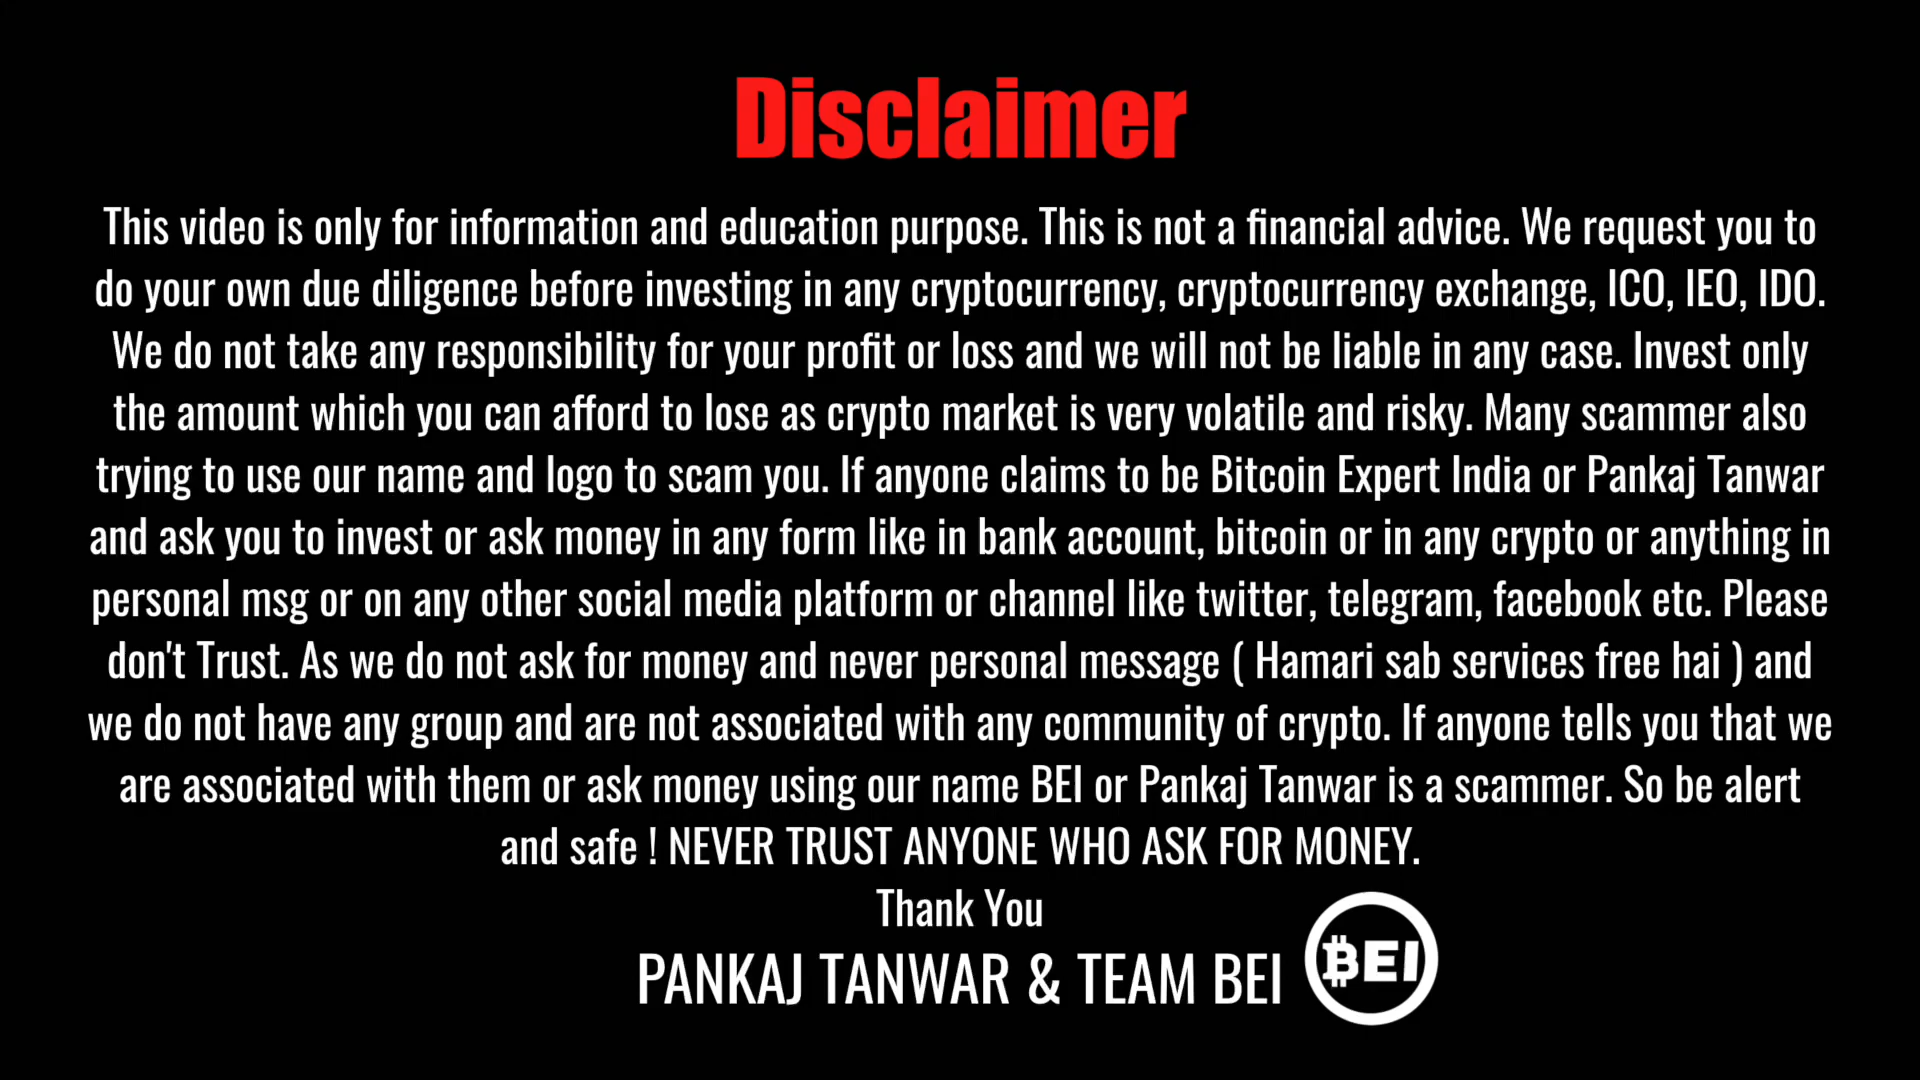 Disclaimer
This video is only for information and education purpose. This is not a financial advice. We request you to
do your own due diligence before investing in any cryptocurrency, cryptocurrency exchange, ICO, IEO, IDO.
We do not take any responsibility for your profit or loss and we will not be liable in any case. Invest only
the amount which you can afford to lose as crypto market is very volatile and risky. Many scammer also
trying to use our name and logo to scam you. If anyone claims to be Bitcoin Expert India or Pankaj Tanwar
and ask you to invest or ask money in any form like in bank account, bitcoin or in any crypto or anything in
personal msg or on any other social media platform or channel like twitter, telegram, facebook etc. Please
don't Trust. As we do not ask for money and never personal message ( Hamari sab services free hai ) and
we do not have any group and are not associated with any community of crypto. If anyone tells you that we
are associated with them or ask money using our name BEI or Pankaj Tanwar is a scammer. So be alert
and safe ! NEVER TRUST ANYONE WHO ASK FOR MONEY.
Thank You
PANKAJ TANWAR & TEAM BEI
BEI